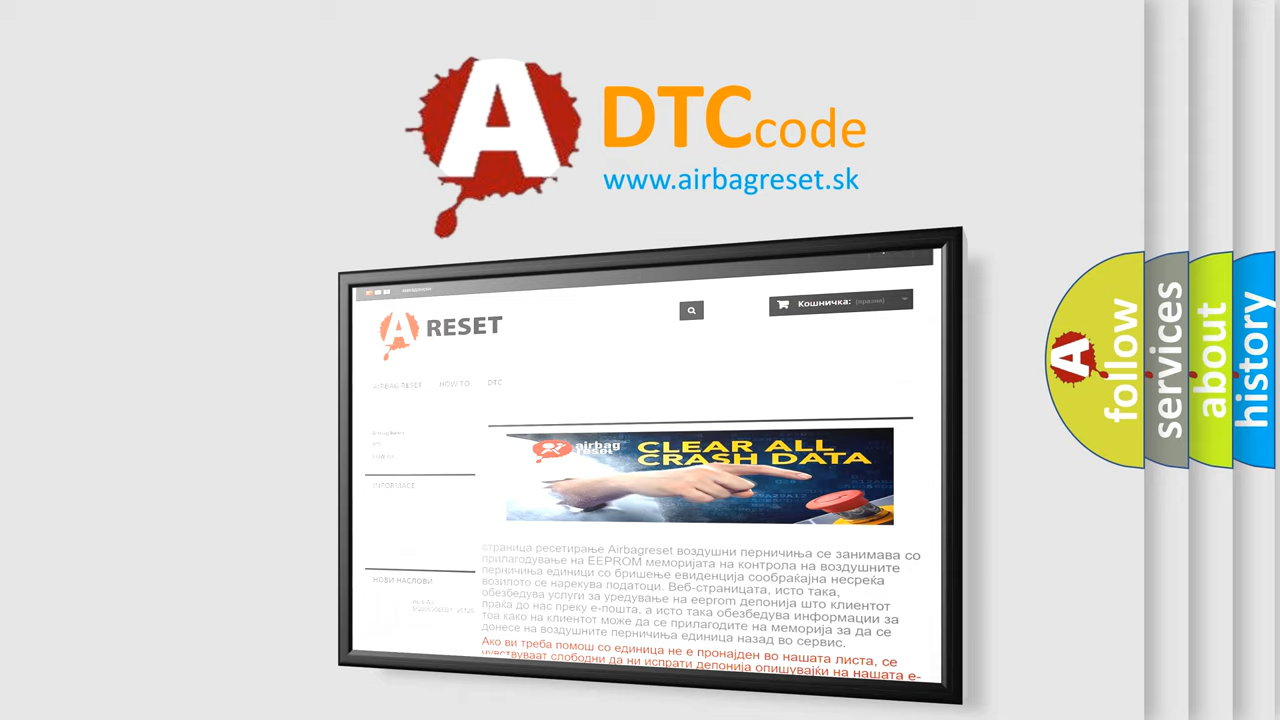 A
DTCcode
www.airbagreset.sk
A RESET
Кошничка: (празни)
AIRBAG RESET HOW TO DTC
INFORMACE
airbag
reset
CLEAR ALL
CRASH DATA
страница ресетирање Airbagreset воздушни перничиња се занимава со
прилагодување на EEPROM меморијата на контрола на воздушните
перничиња единици со бришење евиденција сообраќајна несреќа
возилото се нарекува податоци. Веб-страницата, исто така,
обезбедува услуги за уредување на eeprom депонија што клиентот
праќа до нас преку е-пошта, а исто така обезбедува информации за
тоа како на клиентот може да се прилагодите на меморија за да се
донесе на воздушните перничиња единица назад во сервис.
Ако ви треба помош со единица не е пронајден во нашата листа, се
чувствуваат слободни да ни испрати депонија опишувајќи на нашата е-
НОВИ НАСЛОВИ
A
follow
services
about
history